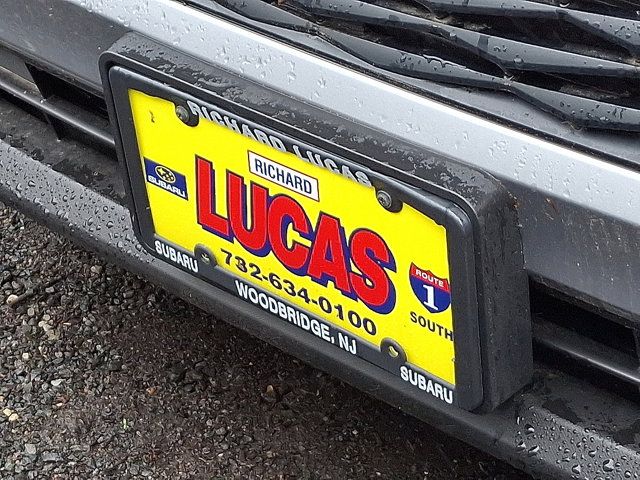 RICHARD LUCAS
RICHARD
LUCAS
SUBARU
732-634-0100
ROUTE
1
SOUTH
SUBARU
WOODBRIDGE, NJ
SUBARU